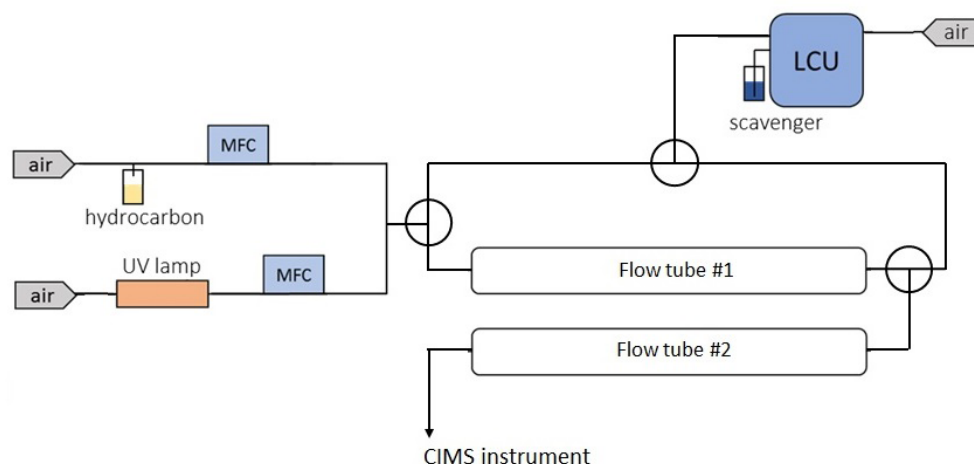 air
LCU
scavenger
air
MFC
hydrocarbon
UV lamp
air
MFC
Flow tube #1
Flow tube #2
CIMS instrument